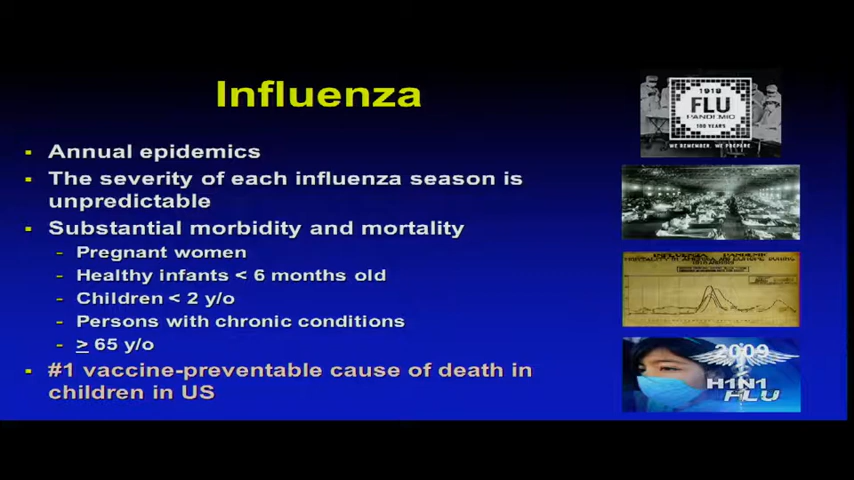 Influenza
Annual epidemics
The severity of each influenza season is
unpredictable
Substantial morbidity and mortality
- Pregnant women
- Healthy infants < 6 months old
- Children < 2 y/o
- Persons with chronic conditions
- ≥ 65 y/o
#1 vaccine-preventable cause of death in
children in US
1918
FLU
PANDEMIC
100 YEARS
WE REMEMBER. WE PREPARE.
INFLUENZA PANDEMIC
2009
H1N1
FLU